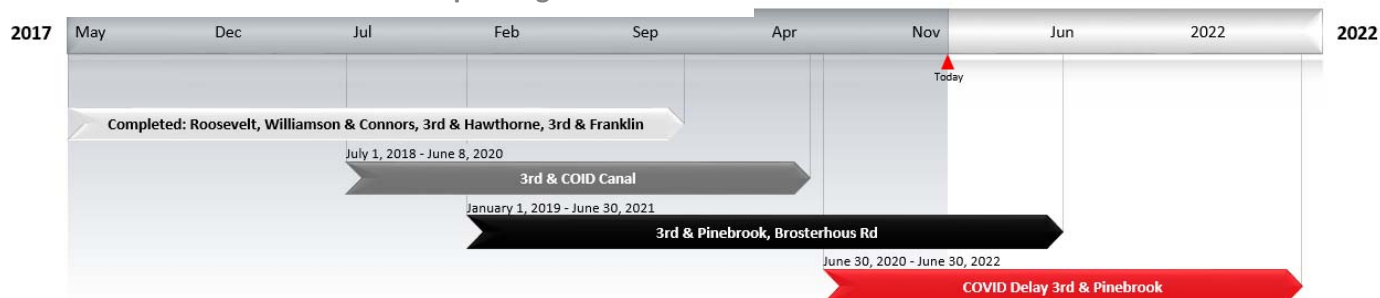 2017 May Dec Jul Feb Sep Apr Nov Jun 2022 2022
Today
Completed: Roosevelt, Williamson & Connors, 3rd & Hawthorne, 3rd & Franklin
July 1, 2018 - June 8, 2020
3rd & COID Canal
January 1, 2019 - June 30, 2021
3rd & Pinebrook, Brosterhous Rd
June 30, 2020 - June 30, 2022
COVID Delay 3rd & Pinebrook